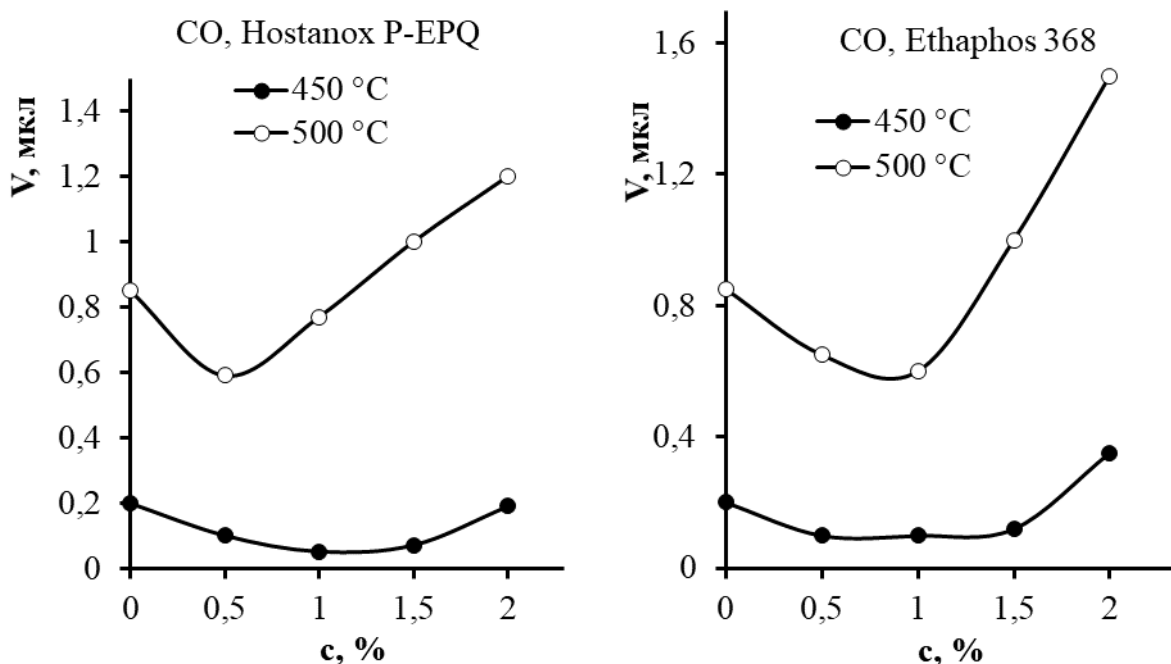 CO, Hostanox P-EPQ
450 °C
500 °C
V, мкл
1,4
1,2
1
0,8
0,6
0,4
0,2
0
0 0,5 1 1,5 2
c, %
CO, Ethaphos 368
450 °C
500 °C
V, мкл
1,6
1,2
0,8
0,4
0
0 0,5 1 1,5 2
c, %